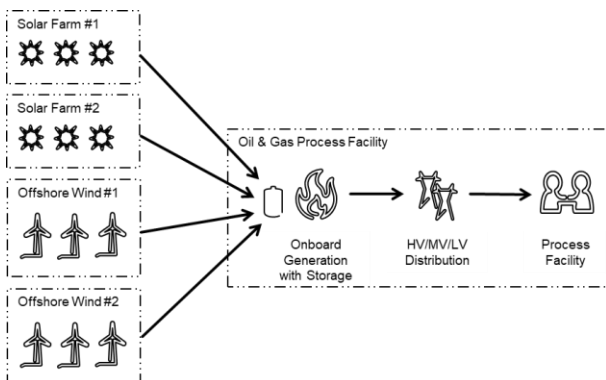 Solar Farm #1
Solar Farm #2
Oil & Gas Process Facility
Offshore Wind #1
Onboard
Generation
with Storage
HV/MV/LV
Distribution
Process
Facility
Offshore Wind #2